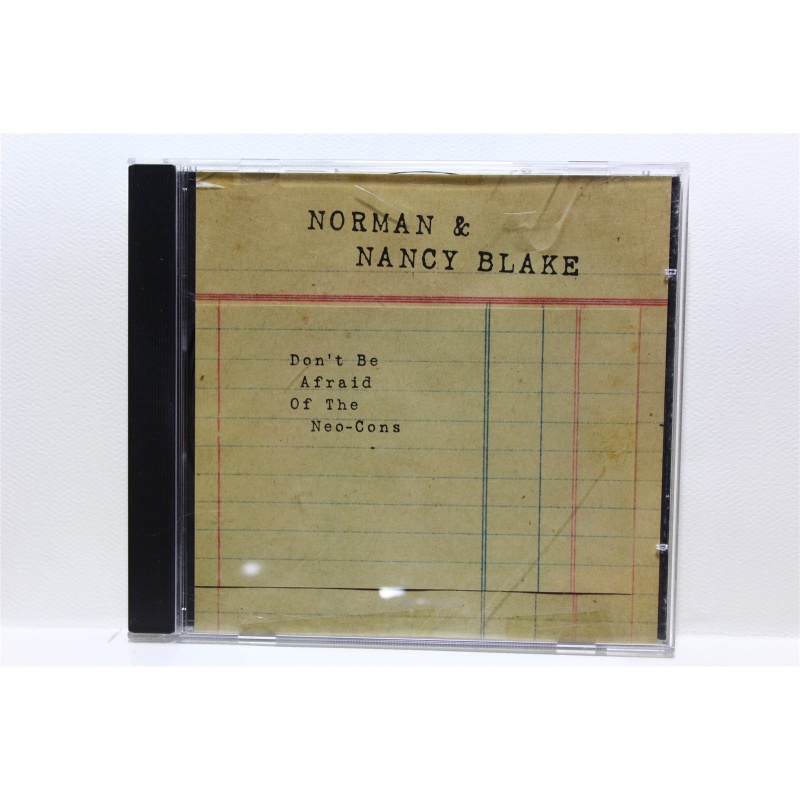 NORMAN &
NANCY BLAKE
Don't Be
Afraid
Of The
Neo-Cons